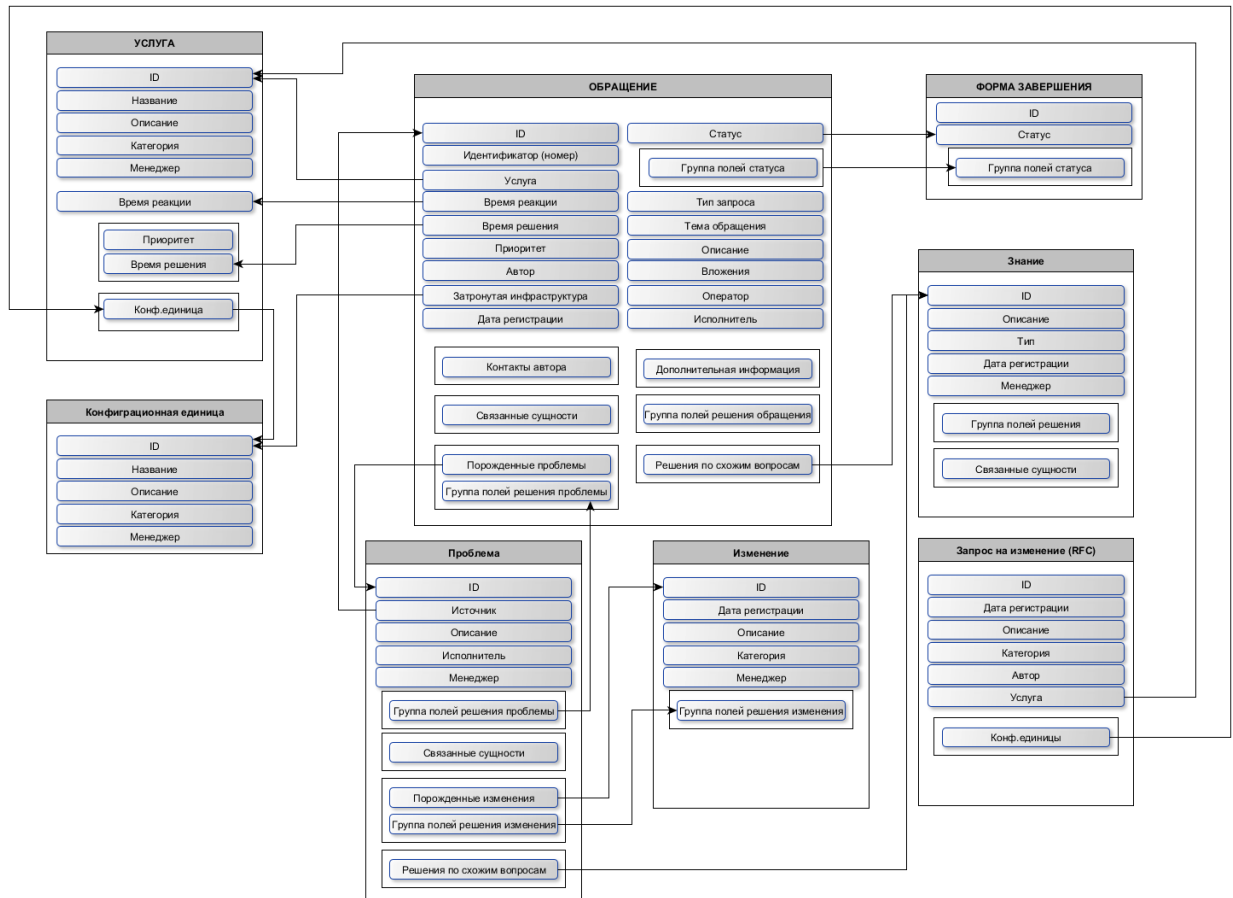 УСЛУГА
ID
Название
Описание
Категория
Менеджер
Время реакции
Приоритет
Время решения
Конф.единица
Конфиграционная единица
ID
Название
Описание
Категория
Менеджер
ОБРАЩЕНИЕ
ID
Идентификатор (номер)
Услуга
Время реакции
Время решения
Приоритет
Автор
Затронутая инфраструктура
Дата регистрации
Статус
Группа полей статуса
Тип запроса
Тема обращения
Описание
Вложения
Оператор
Исполнитель
Контакты автора
Дополнительная информация
Связанные сущности
Группа полей решения обращения
Порожденные проблемы
Группа полей решения проблемы
Решения по схожим вопросам
ФОРМА ЗАВЕРШЕНИЯ
ID
Статус
Группа полей статуса
Знание
ID
Описание
Тип
Дата регистрации
Менеджер
Группа полей решения
Связанные сущности
Проблема
ID
Источник
Описание
Исполнитель
Менеджер
Группа полей решения проблемы
Связанные сущности
Порожденные изменения
Группа полей решения изменения
Решения по схожим вопросам
Изменение
ID
Дата регистрации
Описание
Категория
Менеджер
Группа полей решения изменения
Запрос на изменение (RFC)
ID
Дата регистрации
Описание
Категория
Автор
Услуга
Конф.единицы